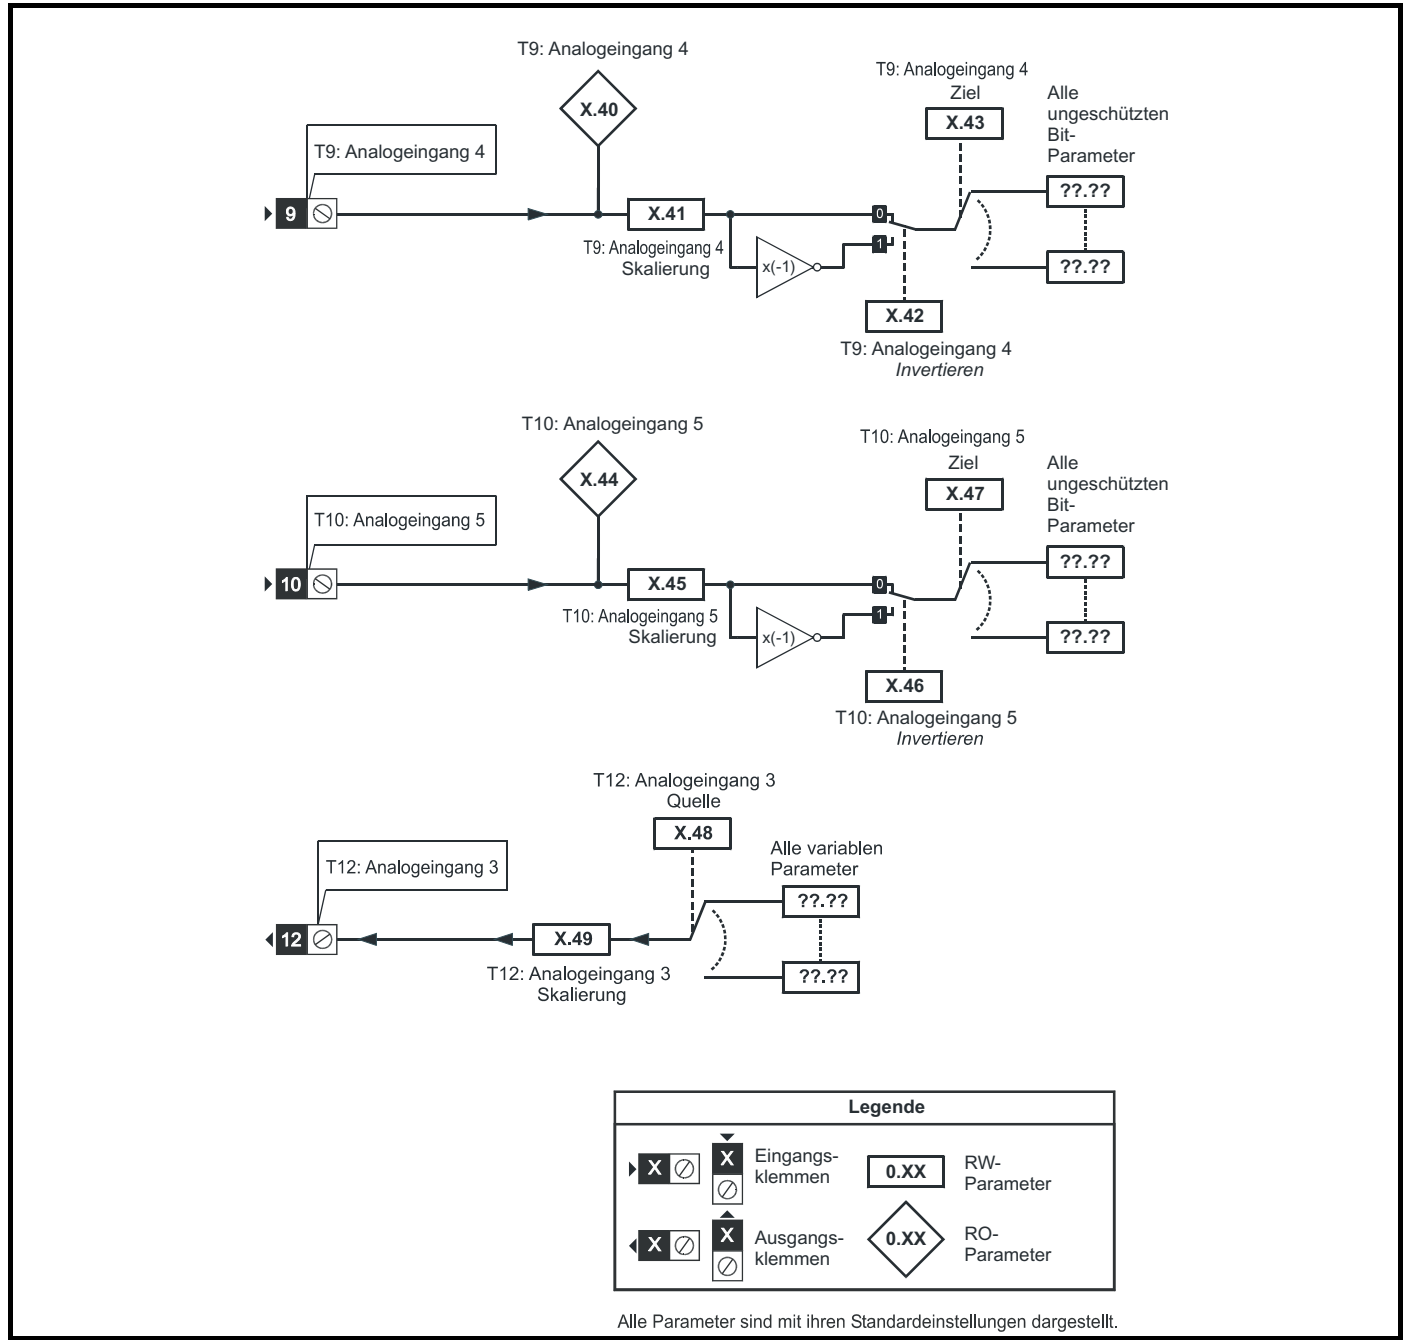 T9: Analogeingang 4
X.40
T9: Analogeingang 4
9
X.41
T9: Analogeingang 4
Skalierung
x(-1)
0
1
T9: Analogeingang 4
Ziel
X.43
X.42
T9: Analogeingang 4
Invertieren
Alle
ungeschützten
Bit-
Parameter
??.??
??.??
T10: Analogeingang 5
X.44
T10: Analogeingang 5
10
X.45
T10: Analogeingang 5
Skalierung
x(-1)
0
1
T10: Analogeingang 5
Ziel
X.47
X.46
T10: Analogeingang 5
Invertieren
Alle
ungeschützten
Bit-
Parameter
??.??
??.??
T12: Analogeingang 3
Quelle
X.48
T12: Analogeingang 3
12
X.49
T12: Analogeingang 3
Skalierung
Alle variablen
Parameter
??.??
??.??
Legende
X
X
Eingangs-
klemmen
0.XX
RW-
Parameter
X
X
Ausgangs-
klemmen
0.XX
RO-
Parameter
Alle Parameter sind mit ihren Standardeinstellungen dargestellt.